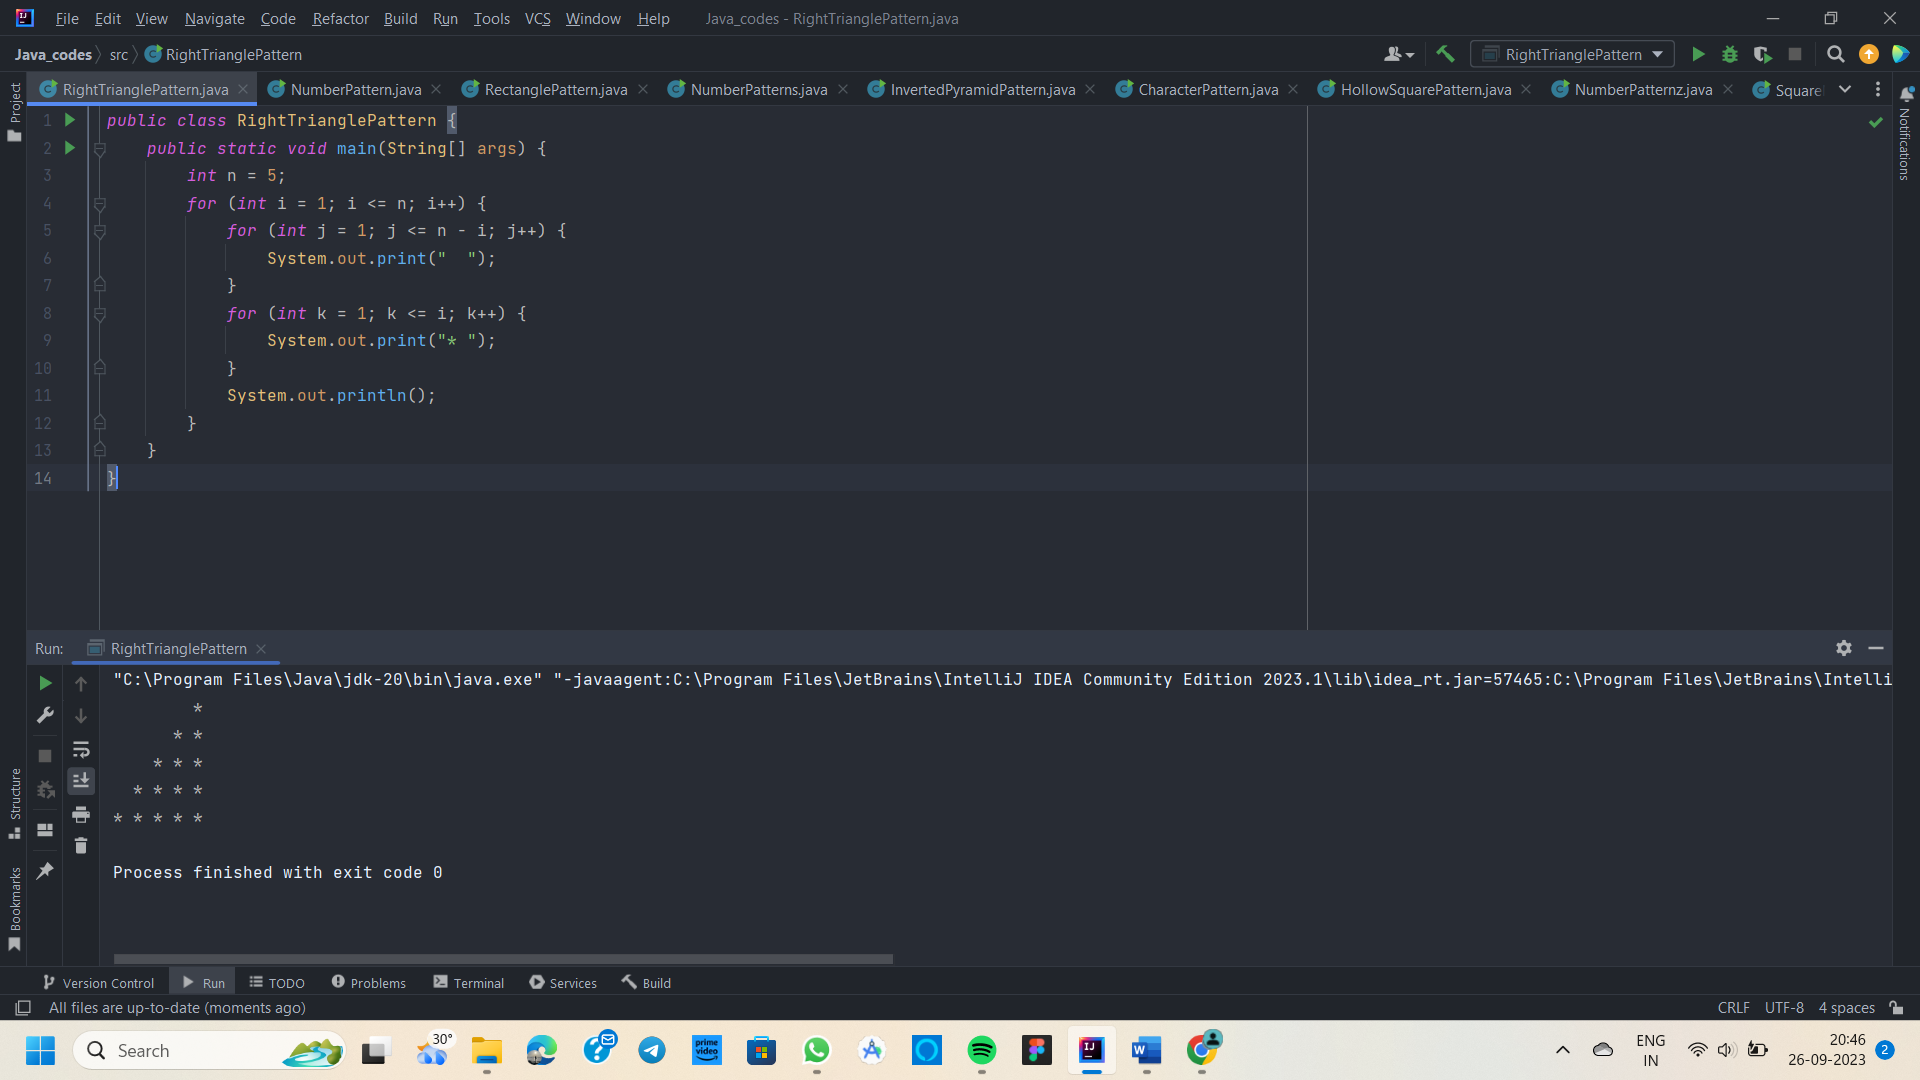 File Edit View Navigate Code Refactor Build Run Tools VCS Window Help Java_codes - RightTrianglePattern.java
Java_codes src RightTrianglePattern RightTrianglePattern
Project
RightTrianglePattern.java NumberPattern.java RectanglePattern.java NumberPatterns.java InvertedPyramidPattern.java CharacterPattern.java HollowSquarePattern.java NumberPatternz.java Square
Notifications
1 public class RightTrianglePattern {
2 public static void main(String[] args) {
3 int n = 5;
4 for (int i = 1; i <= n; i++) {
5 for (int j = 1; j <= n - i; j++) {
6 System.out.print("  ");
7 }
8 for (int k = 1; k <= i; k++) {
9 System.out.print("* ");
10 }
11 System.out.println();
12 }
13 }
14 }
Run: RightTrianglePattern
"C:\Program Files\Java\jdk-20\bin\java.exe" "-javaagent:C:\Program Files\JetBrains\IntelliJ IDEA Community Edition 2023.1\lib\idea_rt.jar=57465:C:\Program Files\JetBrains\Intelli
*
* *
* * *
* * * *
* * * * *
Process finished with exit code 0
Structure
Bookmarks
Version Control Run TODO Problems Terminal Services Build
All files are up-to-date (moments ago) CRLF UTF-8 4 spaces
Search 30° prime video IJ W ENG IN 20:46 26-09-2023 2